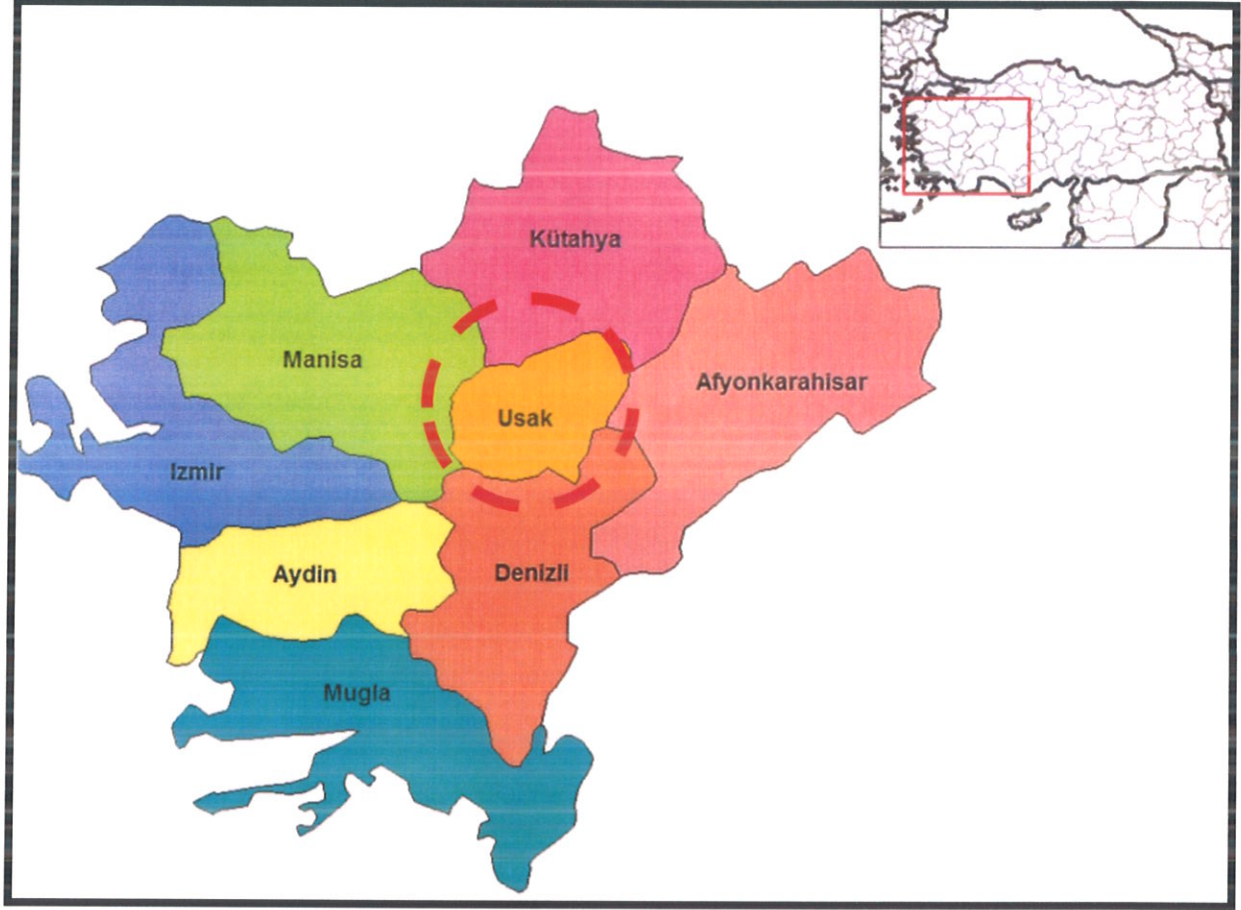 Kütahya
Manisa
Afyonkarahisar
Usak
Izmir
Aydin
Denizli
Mugla